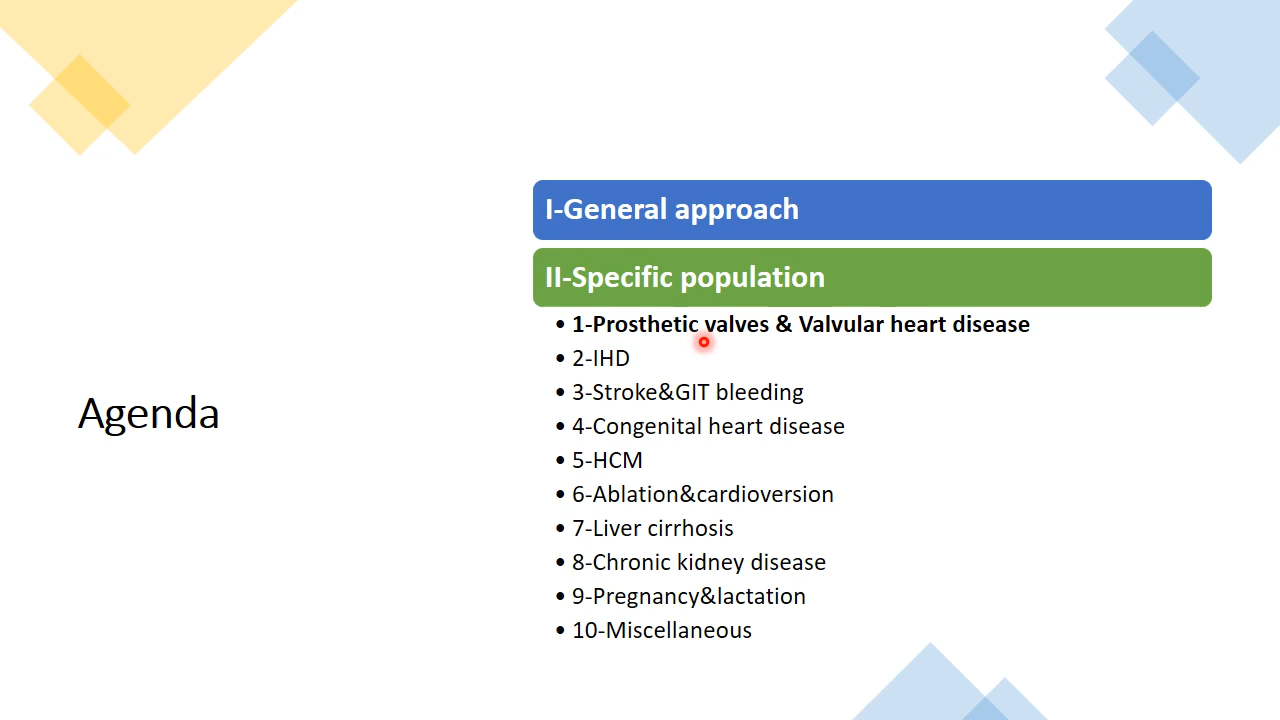 Agenda
I-General approach
II-Specific population
• 1-Prosthetic valves & Valvular heart disease
• 2-IHD
• 3-Stroke&GIT bleeding
• 4-Congenital heart disease
• 5-HCM
• 6-Ablation&cardioversion
• 7-Liver cirrhosis
• 8-Chronic kidney disease
• 9-Pregnancy&lactation
• 10-Miscellaneous